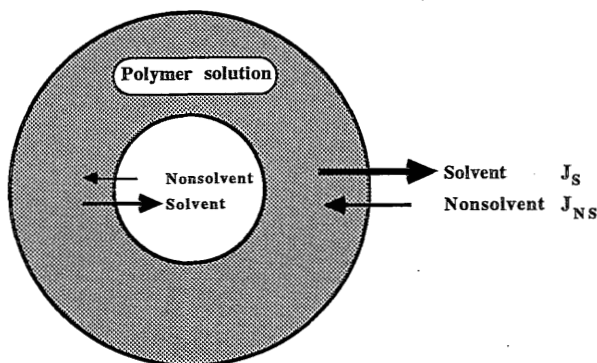 Polymer solution
Nonsolvent
Solvent
Solvent J_S
Nonsolvent J_NS